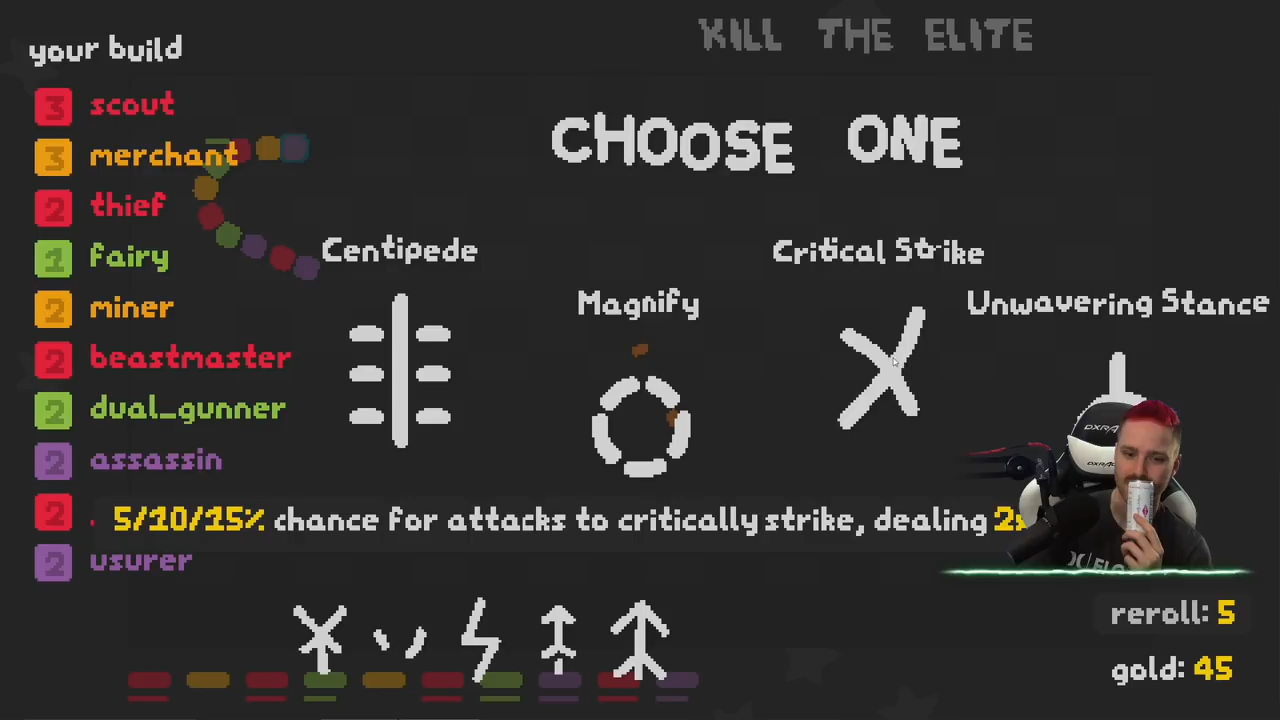 your build
KILL THE ELITE
3 scout
CHOOSE ONE
3 merchant
2 thief
1 fairy
Centipede
Critical Strike
2 miner
Magnify
Unwavering Stance
2 beastmaster
2 dual_gunner
2 assassin
2
5/10/15% chance for attacks to critically strike, dealing
2 usurer
reroll: 5
gold: 45
DXRA